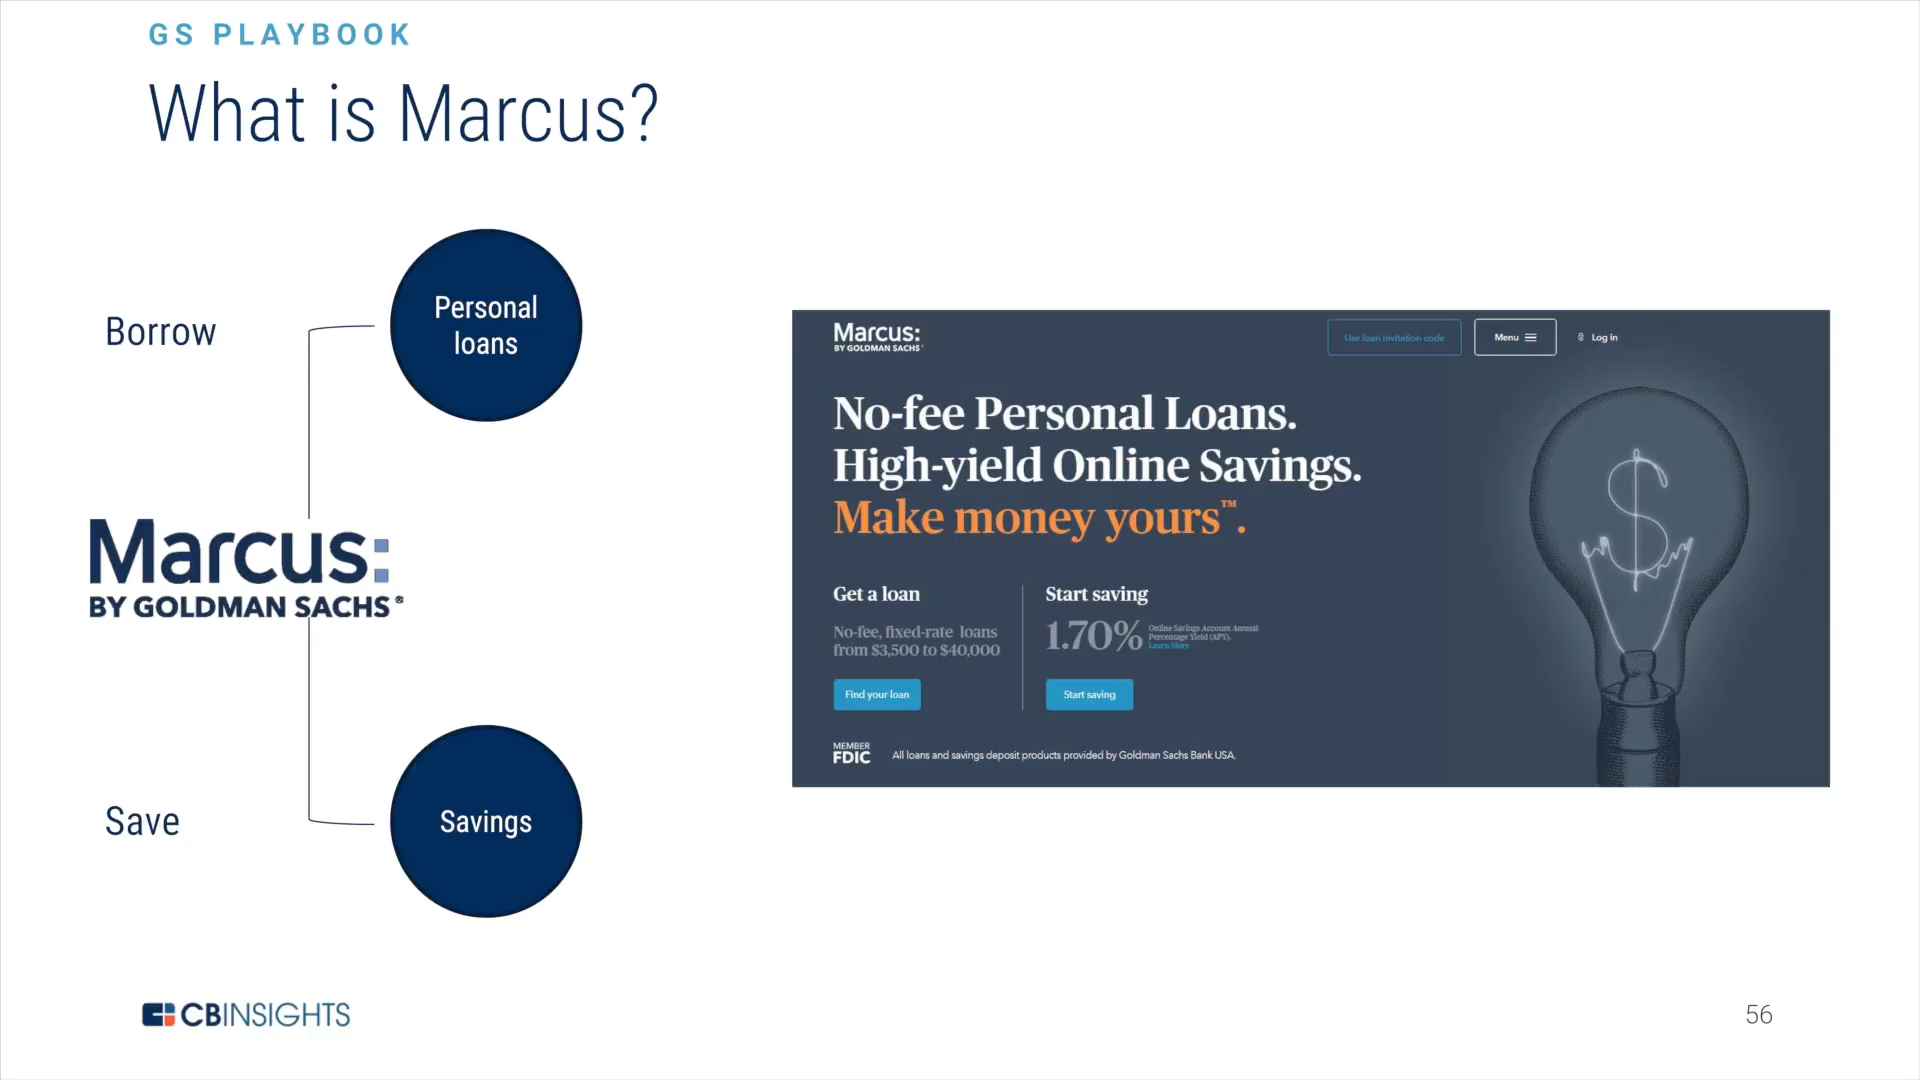 GS PLAYBOOK
What is Marcus?
Borrow
Personal
loans
Marcus:
BY GOLDMAN SACHS®
Save
Savings
Marcus:
BY GOLDMAN SACHS®
Use loan invitation code
Menu
Log in
No-fee Personal Loans.
High-yield Online Savings.
Make money yours™.
Get a loan
No-fee, fixed-rate loans
from $3,500 to $40,000
Find your loan
Start saving
1.70%
Online Savings Account Annual
Percentage Yield (APY).
Learn More
Start saving
MEMBER
FDIC
All loans and savings deposit products provided by Goldman Sachs Bank USA.
CBINSIGHTS
56